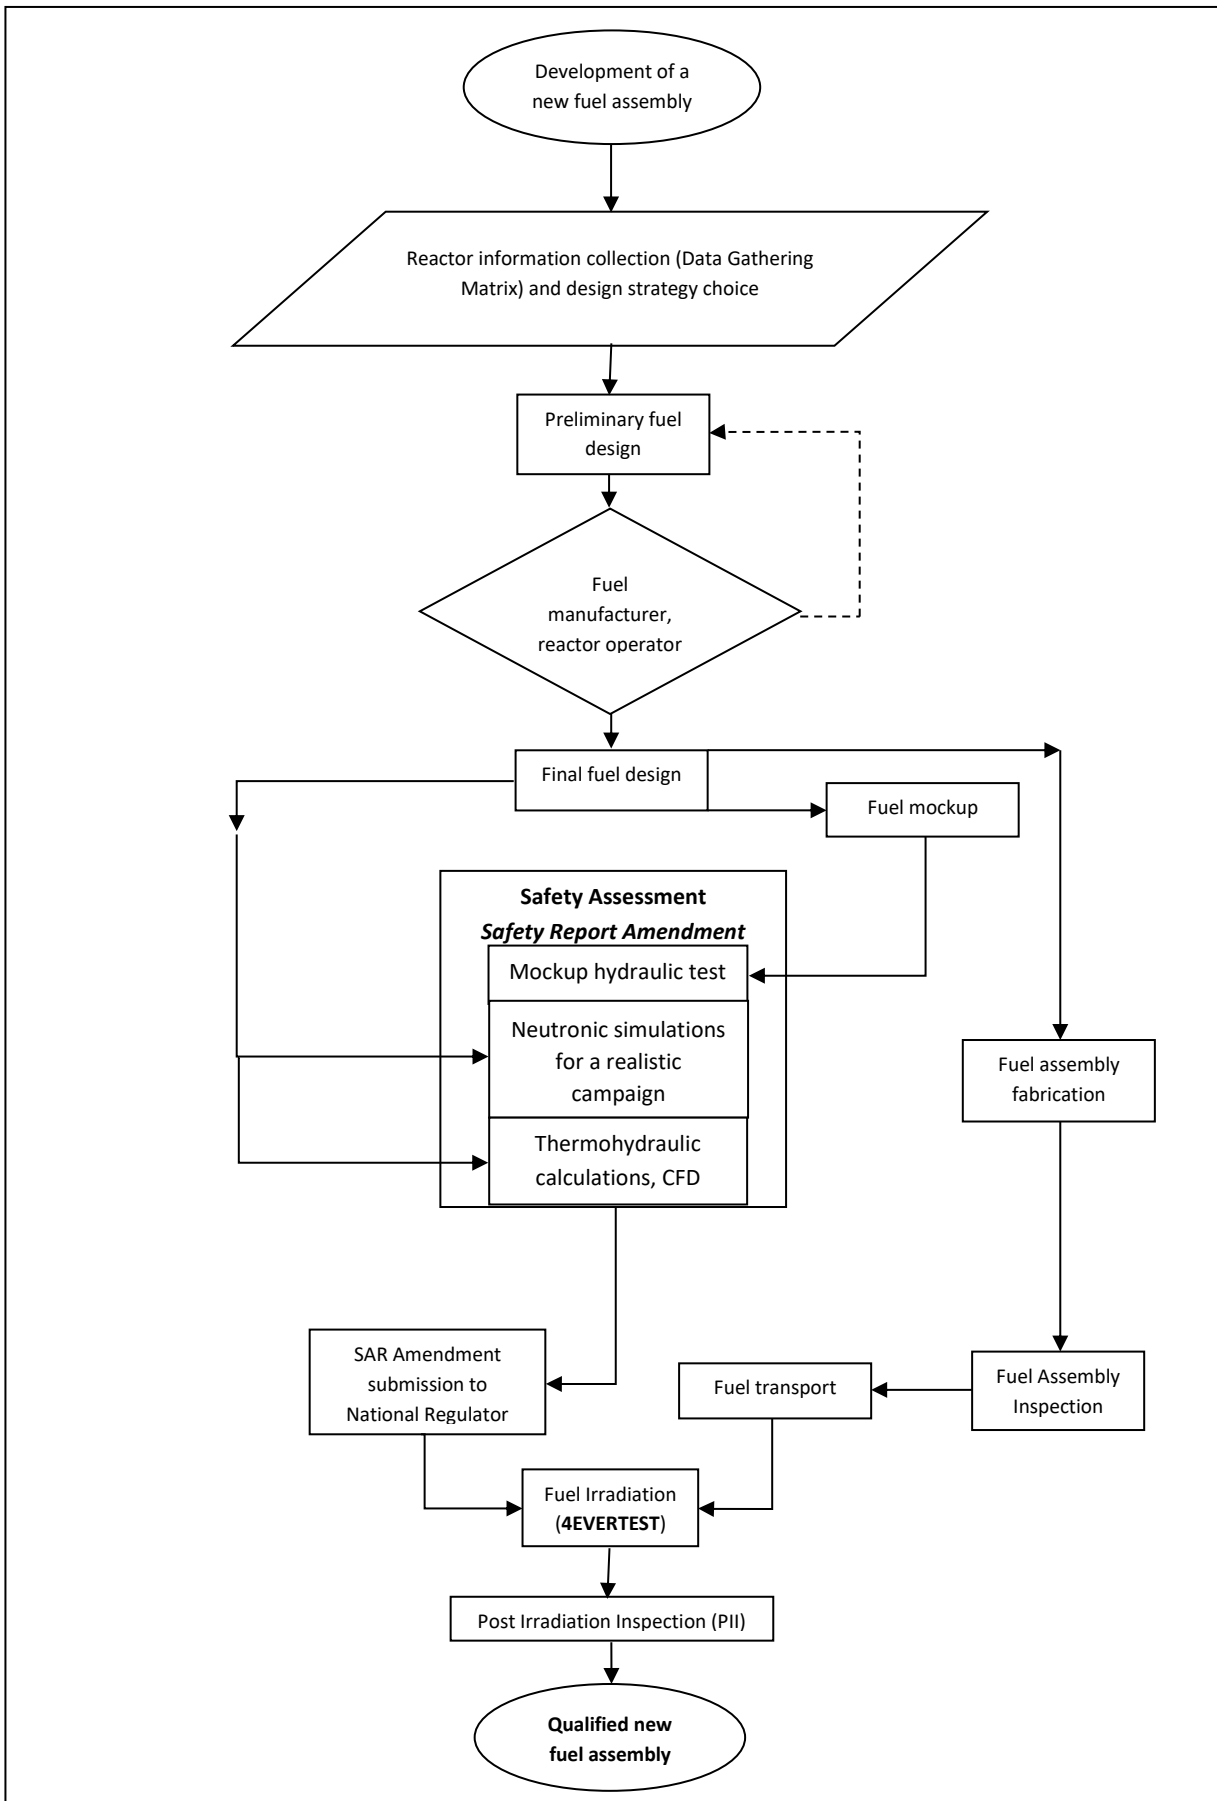 Development of a
new fuel assembly
Reactor information collection (Data Gathering
Matrix) and design strategy choice
Preliminary fuel
design
Fuel
manufacturer,
reactor operator
Final fuel design
Fuel mockup
Safety Assessment
Safety Report Amendment
Mockup hydraulic test
Neutronic simulations
for a realistic
campaign
Thermohydraulic
calculations, CFD
Fuel assembly
fabrication
SAR Amendment
submission to
National Regulator
Fuel transport
Fuel Assembly
Inspection
Fuel Irradiation
(4EVERTEST)
Post Irradiation Inspection (PII)
Qualified new
fuel assembly